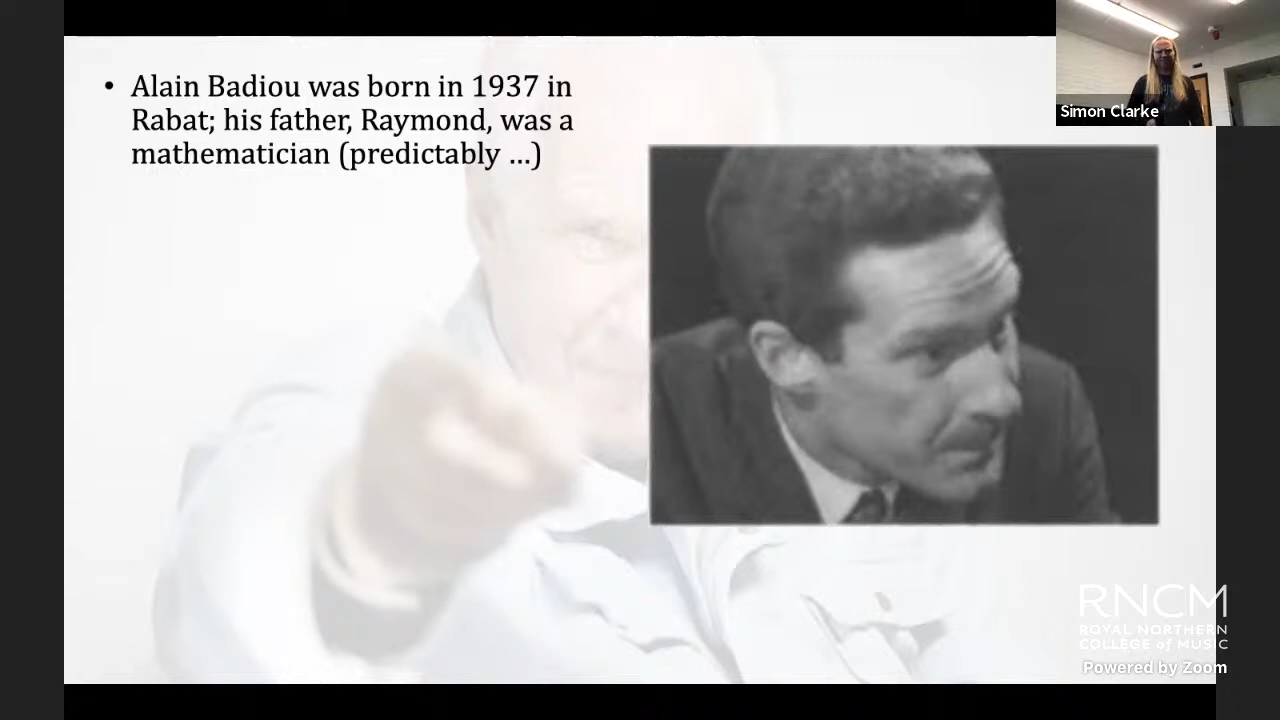 • Alain Badiou was born in 1937 in
Rabat; his father, Raymond, was a
mathematician (predictably …)
Simon Clarke
RNCM
ROYAL NORTHERN
COLLEGE of MUSIC
Powered by Zoom